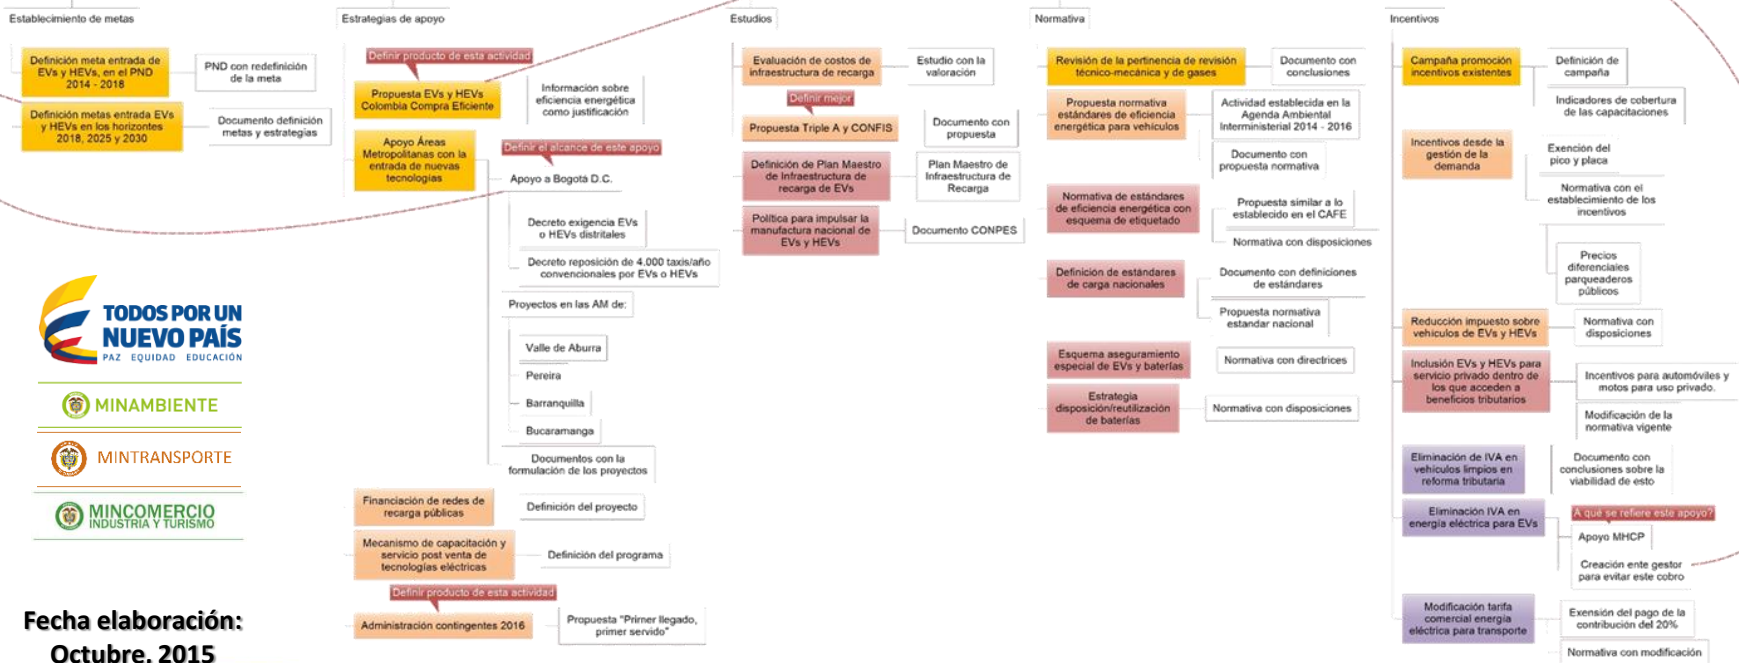 Establecimiento de metas
Definición meta entrada de
EVs y HEVs, en el PND
2014 - 2018
PND con redefinición
de la meta
Definición metas entrada EVs
y HEVs en los horizontes
2018, 2025 y 2030
Documento definición
metas y estrategias
Estrategias de apoyo
Definir producto de esta actividad
Propuesta EVs y HEVs
Colombia Compra Eficiente
Información sobre
eficiencia energética
como justificación
Apoyo Áreas
Metropolitanas con la
entrada de nuevas
tecnologías
Definir el alcance de este apoyo
Apoyo a Bogotá D.C.
Decreto exigencia EVs
o HEVs distritales
Decreto reposición de 4.000 taxis/año
convencionales por EVs o HEVs
Proyectos en las AM de:
Valle de Aburra
Pereira
Barranquilla
Bucaramanga
Documentos con la
formulación de los proyectos
Financiación de redes de
recarga públicas
Definición del proyecto
Mecanismo de capacitación y
servicio post venta de
tecnologías eléctricas
Definición del programa
Definir producto de esta actividad
Administración contingentes 2016
Propuesta "Primer llegado,
primer servido"
Estudios
Evaluación de costos de
infraestructura de recarga
Estudio con la
valoración
Definir mejor
Propuesta Triple A y CONFIS
Documento con
propuesta
Definición de Plan Maestro
de Infraestructura de
recarga de EVs
Plan Maestro de
Infraestructura de
Recarga
Política para impulsar la
manufactura nacional de
EVs y HEVs
Documento CONPES
Normativa
Revisión de la pertinencia de revisión
técnico-mecánica y de gases
Documento con
conclusiones
Propuesta normativa
estándares de eficiencia
energética para vehículos
Actividad establecida en la
Agenda Ambiental
Interministerial 2014 - 2016
Documento con
propuesta normativa
Normativa de estándares
de eficiencia energética con
esquema de etiquetado
Propuesta similar a lo
establecido en el CAFE
Normativa con disposiciones
Definición de estándares
de carga nacionales
Documento con definiciones
de estándares
Propuesta normativa
estandar nacional
Esquema aseguramiento
especial de EVs y baterías
Normativa con directrices
Estrategia
disposición/reutilización
de baterías
Normativa con disposiciones
Incentivos
Campaña promoción
incentivos existentes
Definición de
campaña
Indicadores de cobertura
de las capacitaciones
Incentivos desde la
gestión de la
demanda
Exención del
pico y placa
Normativa con el
establecimiento de los
incentivos
Precios
diferenciales
parqueaderos
públicos
Reducción impuesto sobre
vehículos de EVs y HEVs
Normativa con
disposiciones
Inclusión EVs y HEVs para
servicio privado dentro de
los que acceden a
beneficios tributarios
Incentivos para automóviles y
motos para uso privado.
Modificación de la
normativa vigente
Eliminación de IVA en
vehículos limpios en
reforma tributaria
Documento con
conclusiones sobre la
viabilidad de esto
Eliminación IVA en
energía eléctrica para EVs
A qué se refiere este apoyo?
Apoyo MHCP
Creación ente gestor
para evitar este cobro
Modificación tarifa
comercial energía
eléctrica para transporte
Exensión del pago de la
contribución del 20%
Normativa con modificación
TODOS POR UN
NUEVO PAÍS
PAZ EQUIDAD EDUCACIÓN
MINAMBIENTE
MINTRANSPORTE
MINCOMERCIO
INDUSTRIA Y TURISMO
Fecha elaboración:
Octubre. 2015